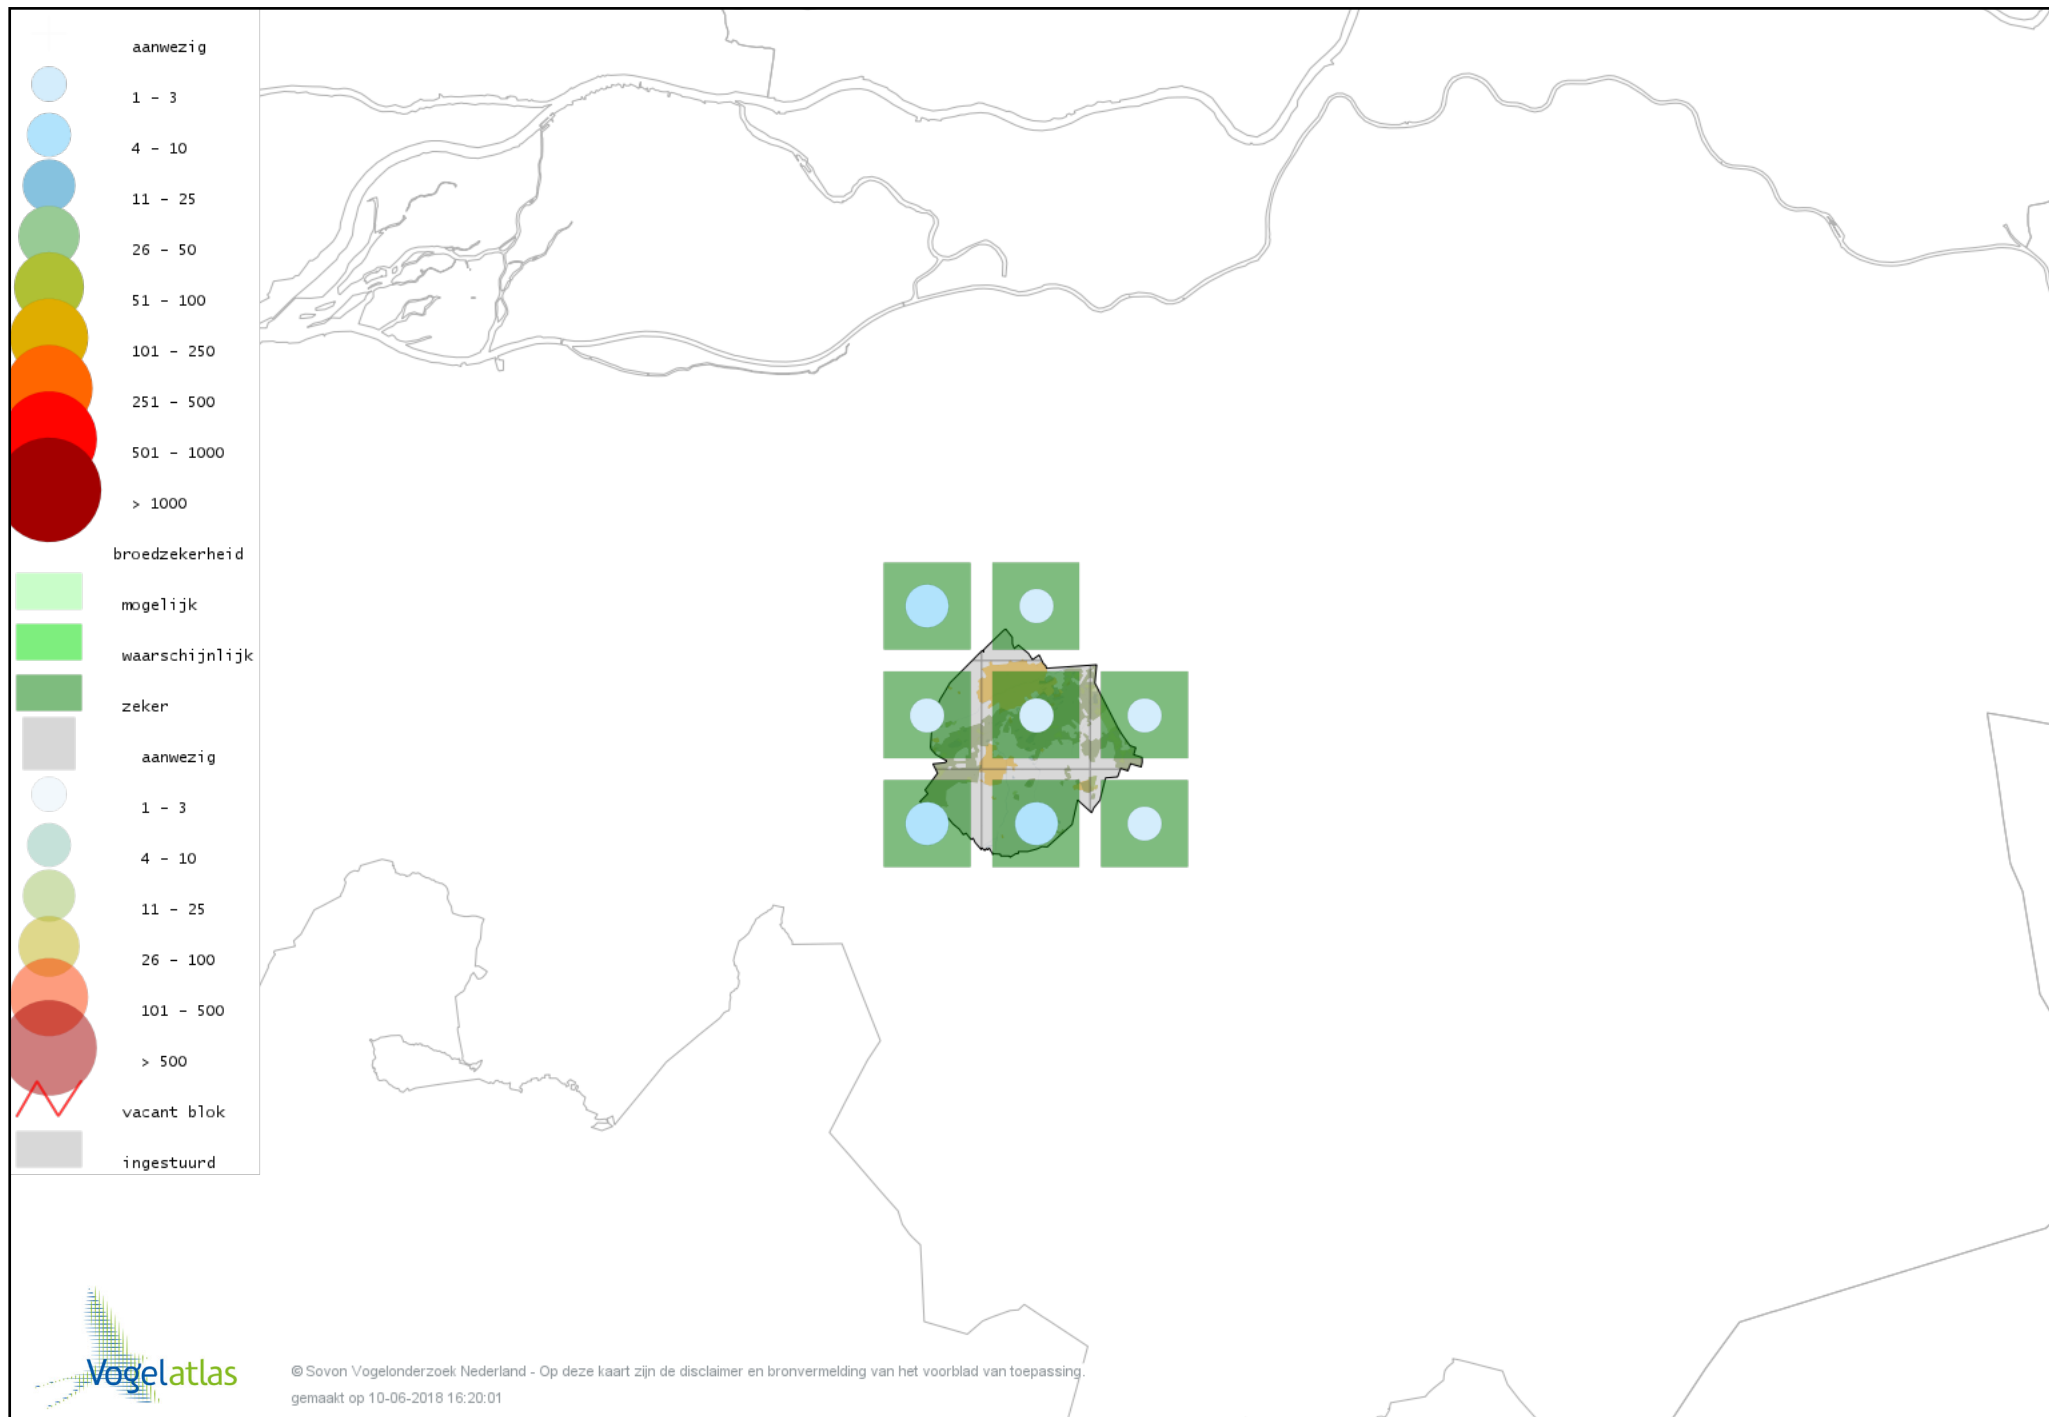 aanwezig
1 - 3
4 - 10
11 - 25
26 - 50
51 - 100
101 - 250
251 - 500
501 - 1000
> 1000
broedzekerheid
mogelijk
waarschijnlijk
zeker
aanwezig
1 - 3
4 - 10
11 - 25
26 - 100
101 - 500
> 500
vacant blok
ingestuurd
Vogelatlas
© Sovon Vogelonderzoek Nederland - Op deze kaart zijn de disclaimer en bronvermelding van het voorblad van toepassing.
gemaakt op 10-06-2018 16:20:01